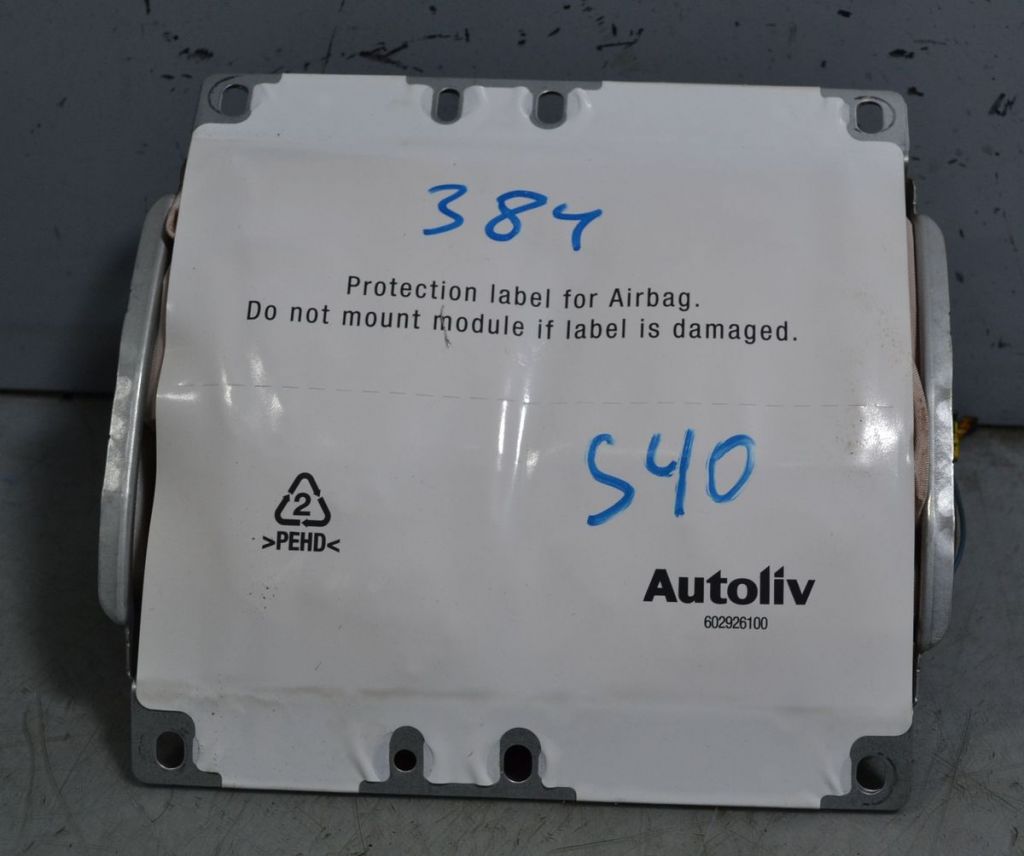 384
Protection label for Airbag.
Do not mount module if label is damaged.
S40
2
>PEHD<
Autoliv
602926100